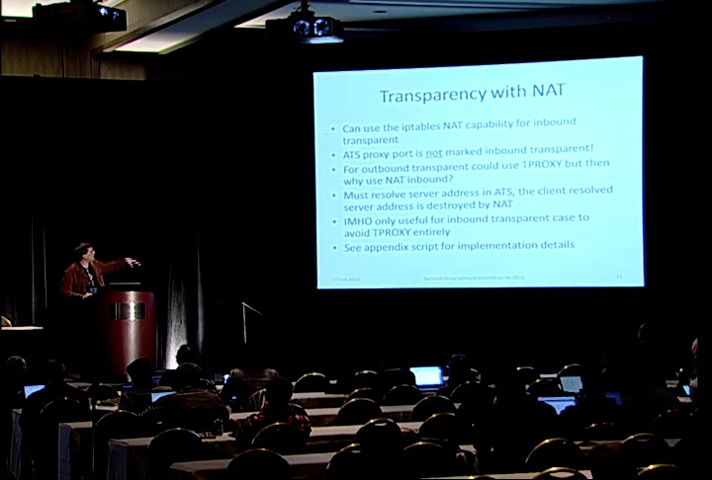 Transparency with NAT
• Can use the iptables NAT capability for inbound
transparent
• ATS proxy port is not marked inbound transparent!
• For outbound transparent could use TPROXY but then
why use NAT inbound?
• Must resolve server address in ATS, the client resolved
server address is destroyed by NAT
• IMHO only useful for inbound transparent case to
avoid TPROXY entirely
• See appendix script for implementation details